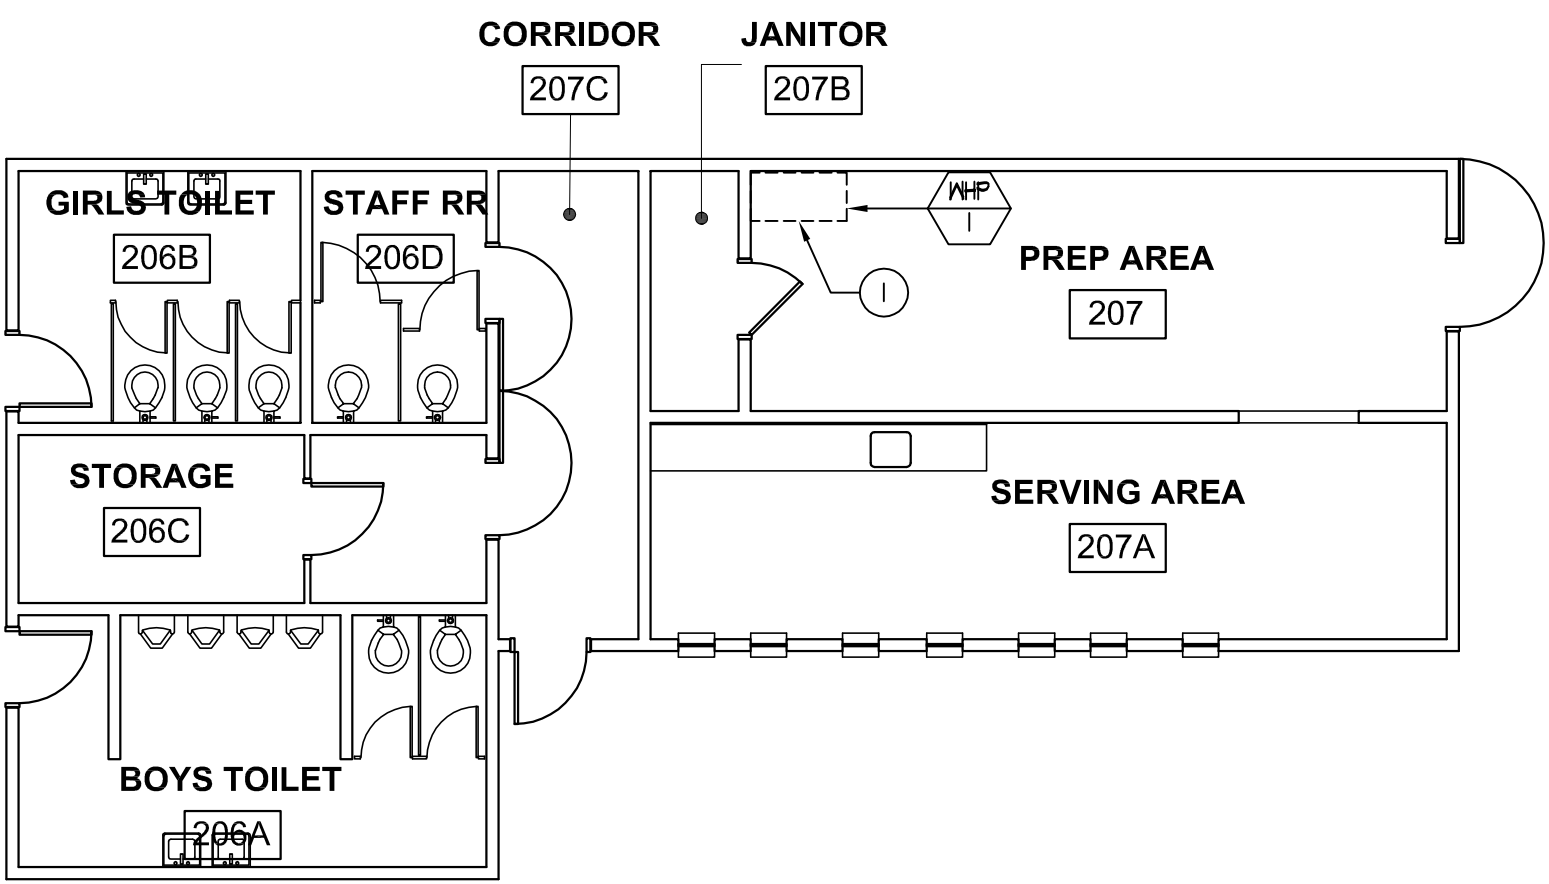 CORRIDOR
207C
JANITOR
207B
GIRLS TOILET
206B
STAFF RR
206D
I
I
PREP AREA
207
STORAGE
206C
SERVING AREA
207A
BOYS TOILET
206A